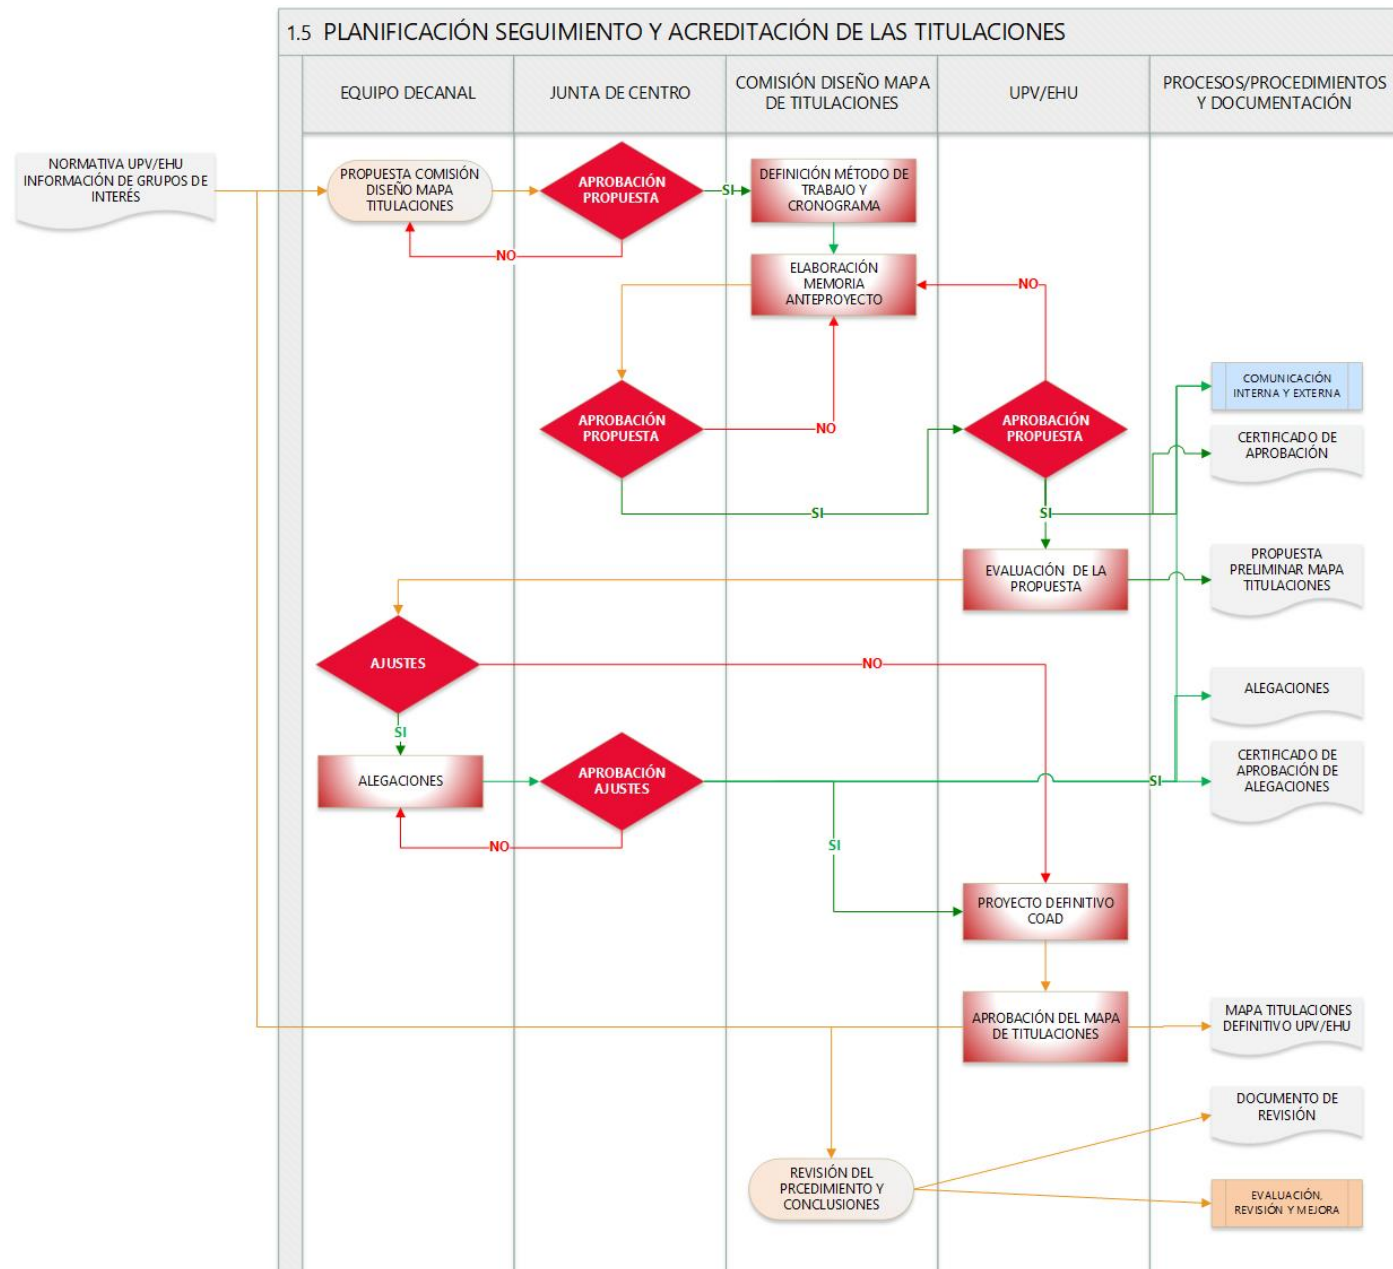 1.5 PLANIFICACIÓN SEGUIMIENTO Y ACREDITACIÓN DE LAS TITULACIONES
EQUIPO DECANAL
JUNTA DE CENTRO
COMISIÓN DISEÑO MAPA
DE TITULACIONES
UPV/EHU
PROCESOS/PROCEDIMIENTOS
Y DOCUMENTACIÓN
NORMATIVA UPV/EHU
INFORMACIÓN DE GRUPOS DE
INTERÉS
PROPUESTA COMISIÓN
DISEÑO MAPA
TITULACIONES
APROBACIÓN
PROPUESTA
SI
DEFINICIÓN MÉTODO DE
TRABAJO Y
CRONOGRAMA
NO
ELABORACIÓN
MEMORIA
ANTEPROYECTO
NO
COMUNICACIÓN
INTERNA Y EXTERNA
APROBACIÓN
PROPUESTA
NO
APROBACIÓN
PROPUESTA
CERTIFICADO DE
APROBACIÓN
SI
SI
EVALUACIÓN DE LA
PROPUESTA
PROPUESTA
PRELIMINAR MAPA
TITULACIONES
AJUSTES
NO
ALEGACIONES
SI
ALEGACIONES
APROBACIÓN
AJUSTES
SI
CERTIFICADO DE
APROBACIÓN DE
ALEGACIONES
NO
SI
PROYECTO DEFINITIVO
COAD
APROBACIÓN DEL MAPA
DE TITULACIONES
MAPA TITULACIONES
DEFINITIVO UPV/EHU
DOCUMENTO DE
REVISIÓN
REVISIÓN DEL
PRCEDIMIENTO Y
CONCLUSIONES
EVALUACIÓN,
REVISIÓN Y MEJORA